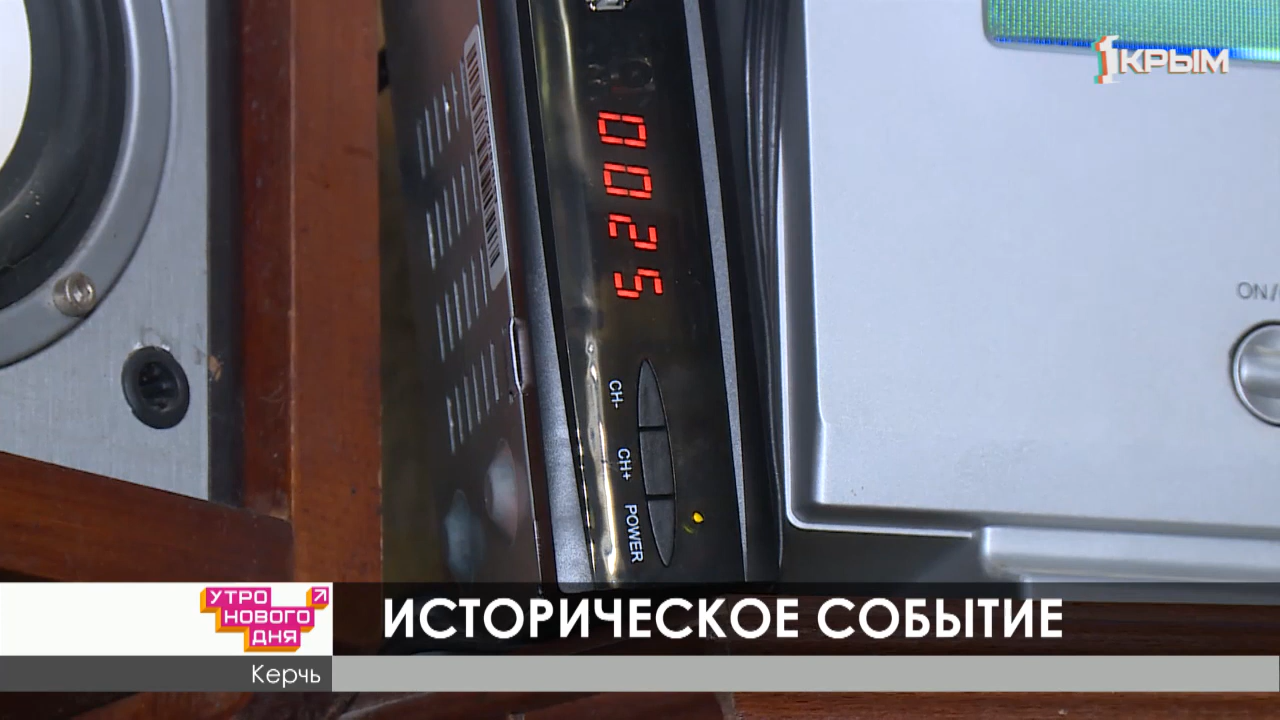 1КРЫМ
0025
ON/
CH-
CH+
POWER
УТРО
НОВОГО
ДНЯ
ИСТОРИЧЕСКОЕ СОБЫТИЕ
Керчь